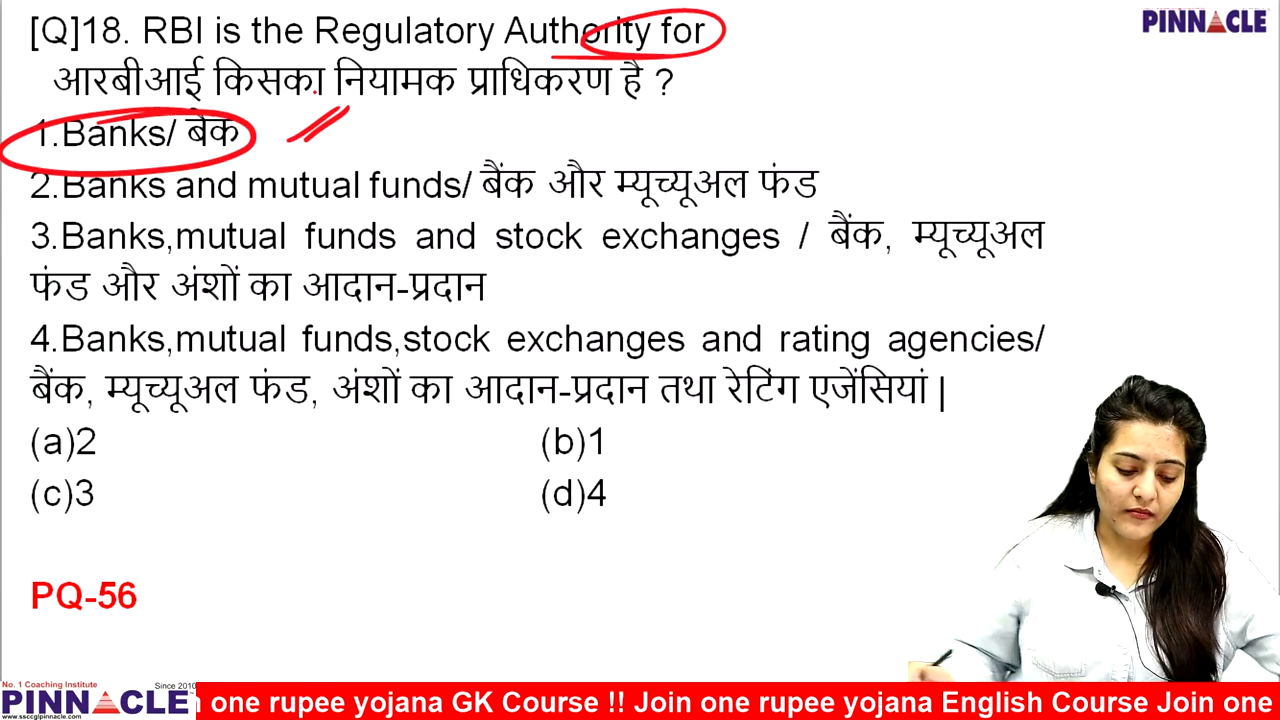 PINNACLE
[Q]18. RBI is the Regulatory Authority for
आरबीआई किसका नियामक प्राधिकरण है ?
1.Banks/ बैंक
2.Banks and mutual funds/ बैंक और म्यूच्यूअल फंड
3.Banks,mutual funds and stock exchanges / बैंक, म्यूच्यूअल
फंड और अंशों का आदान-प्रदान
4.Banks,mutual funds,stock exchanges and rating agencies/
बैंक, म्यूच्यूअल फंड, अंशों का आदान-प्रदान तथा रेटिंग एजेंसियां |
(a)2 (b)1
(c)3 (d)4
PQ-56
No. 1 Coaching Institute Since 2010
PINNACLE
www.ssccglpinnacle.com
one rupee yojana GK Course !! Join one rupee yojana English Course Join one